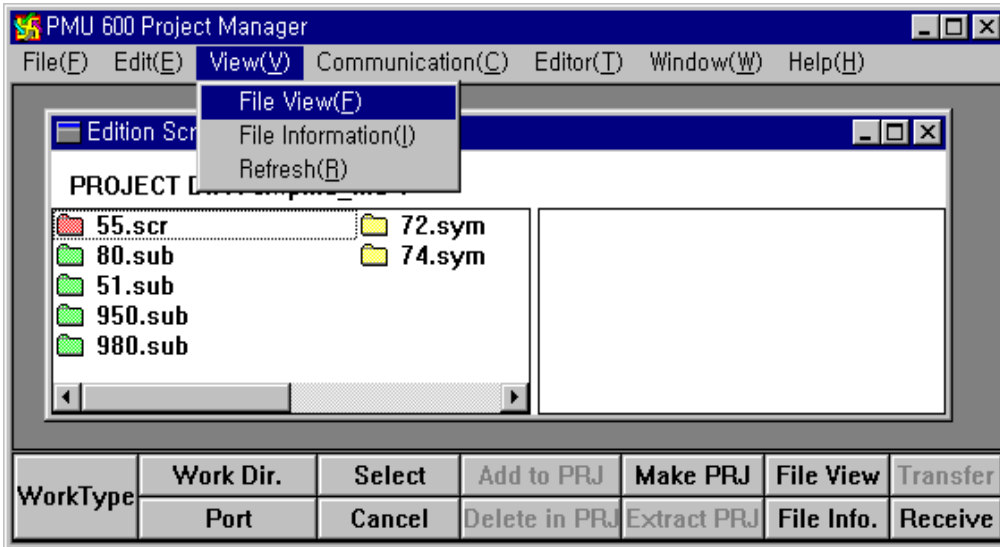 PMU 600 Project Manager
File(F) Edit(E) View(V) Communication(C) Editor(T) Window(W) Help(H)
File View(F)
Edition Scr
File Information(I)
Refresh(R)
PROJECT
55.scr 72.sym
80.sub 74.sym
51.sub
950.sub
980.sub
WorkType Work Dir. Select Add to PRJ Make PRJ File View Transfer
Port Cancel Delete in PRJ Extract PRJ File Info. Receive